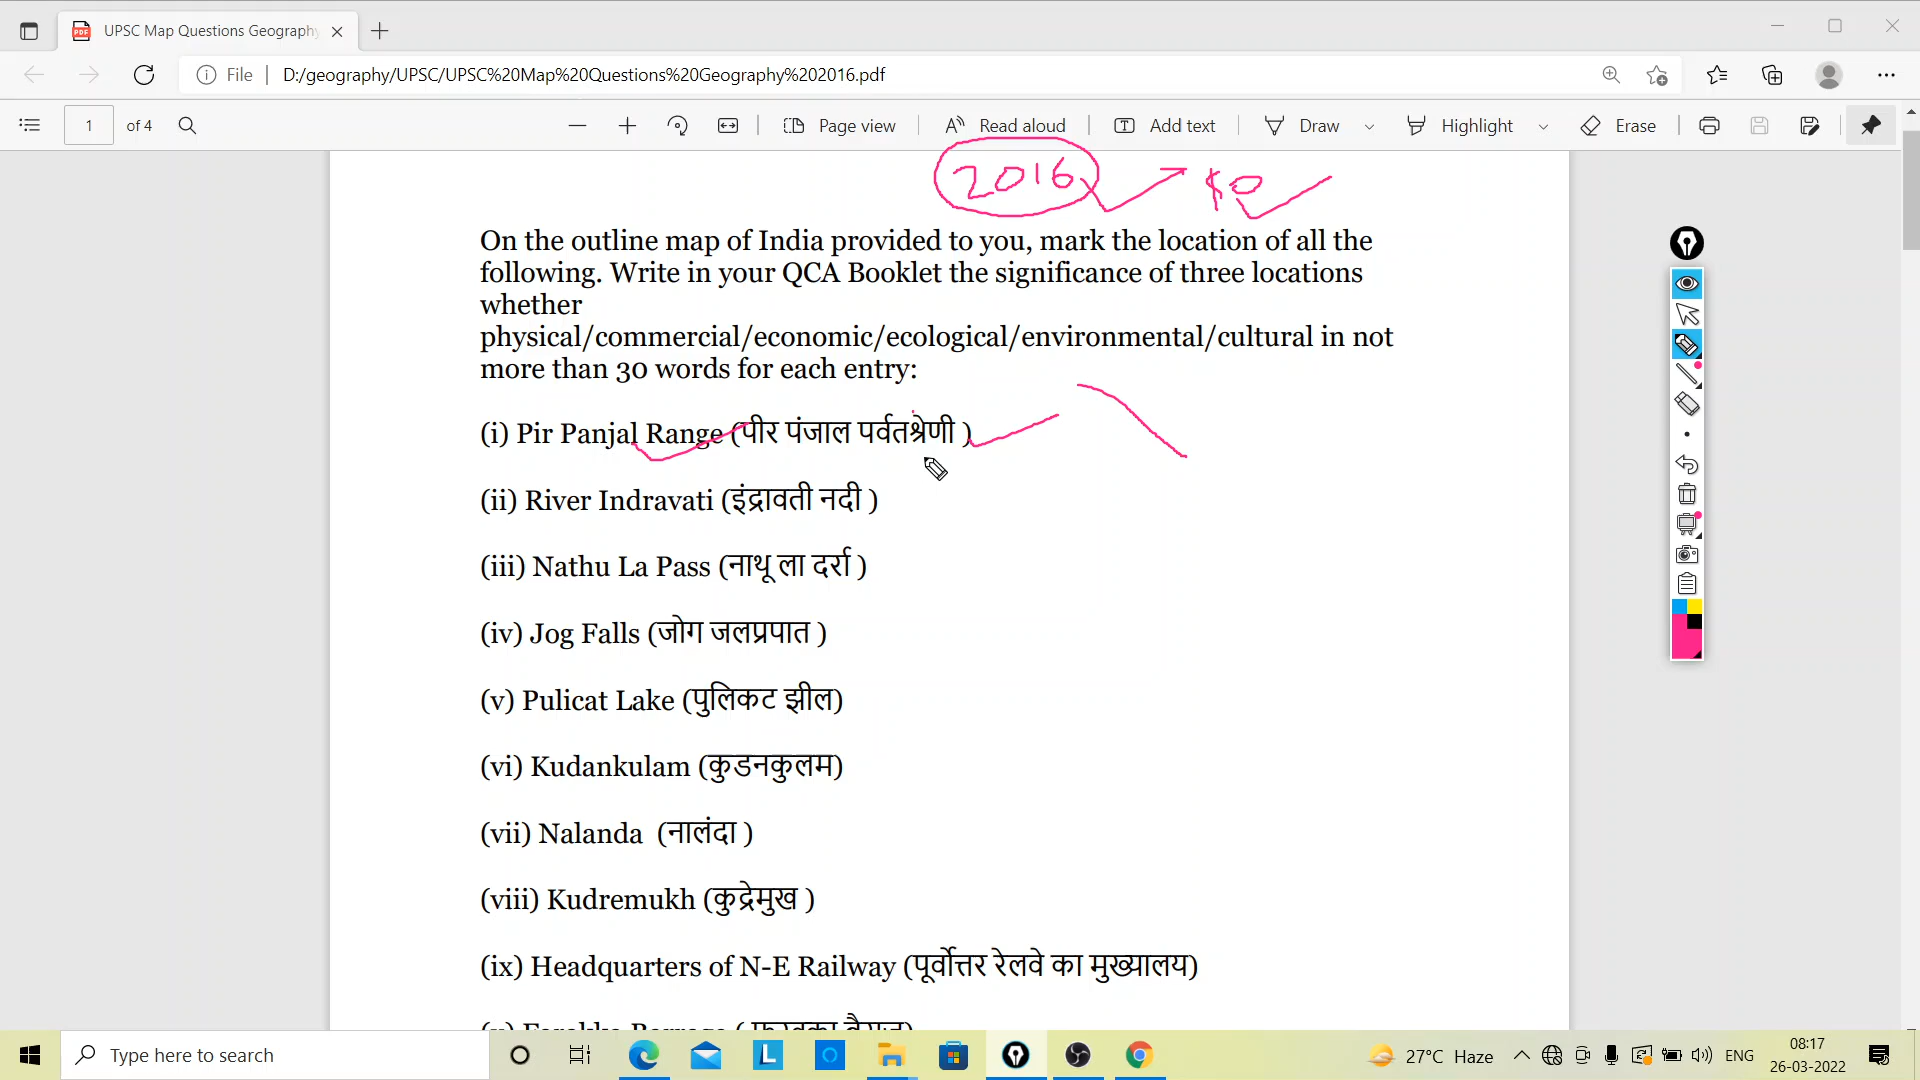 UPSC Map Questions Geography
File
D:/geography/UPSC/UPSC%20Map%20Questions%20Geography%202016.pdf
1 of 4
Page view
Read aloud
Add text
Draw
Highlight
Erase
2016
On the outline map of India provided to you, mark the location of all the
following. Write in your QCA Booklet the significance of three locations
whether
physical/commercial/economic/ecological/environmental/cultural in not
more than 30 words for each entry:
(i) Pir Panjal Range (पीर पंजाल पर्वतश्रेणी )
(ii) River Indravati (इंद्रावती नदी )
(iii) Nathu La Pass (नाथू ला दर्रा )
(iv) Jog Falls (जोग जलप्रपात )
(v) Pulicat Lake (पुलिकट झील)
(vi) Kudankulam (कुडनकुलम)
(vii) Nalanda (नालंदा )
(viii) Kudremukh (कुद्रेमुख )
(ix) Headquarters of N-E Railway (पूर्वोत्तर रेलवे का मुख्यालय)
Type here to search
27°C Haze
ENG
08:17
26-03-2022